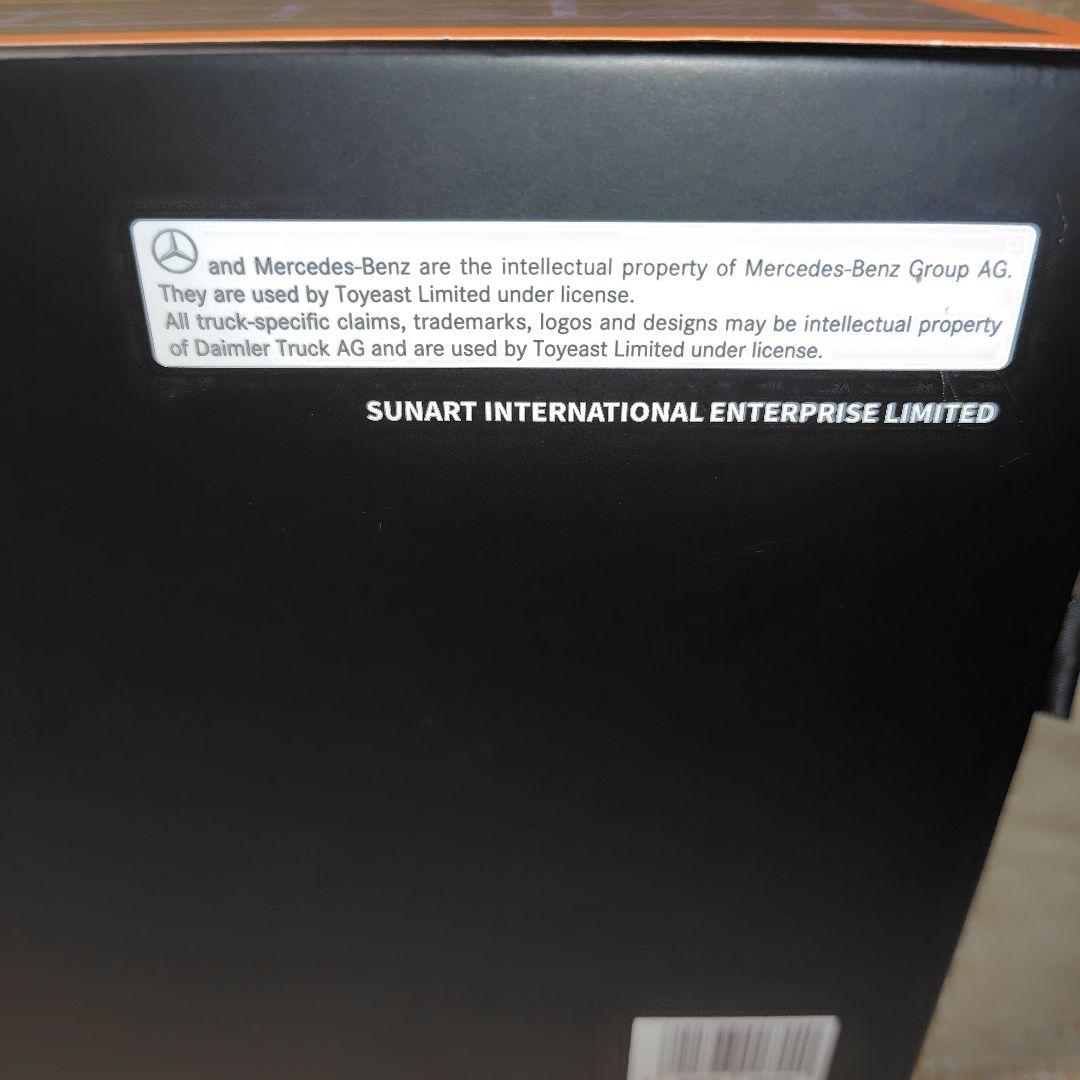 and Mercedes-Benz are the intellectual property of Mercedes-Benz Group AG.
They are used by Toyeast Limited under license.
All truck-specific claims, trademarks, logos and designs may be intellectual property
of Daimler Truck AG and are used by Toyeast Limited under license.
SUNART INTERNATIONAL ENTERPRISE LIMITED